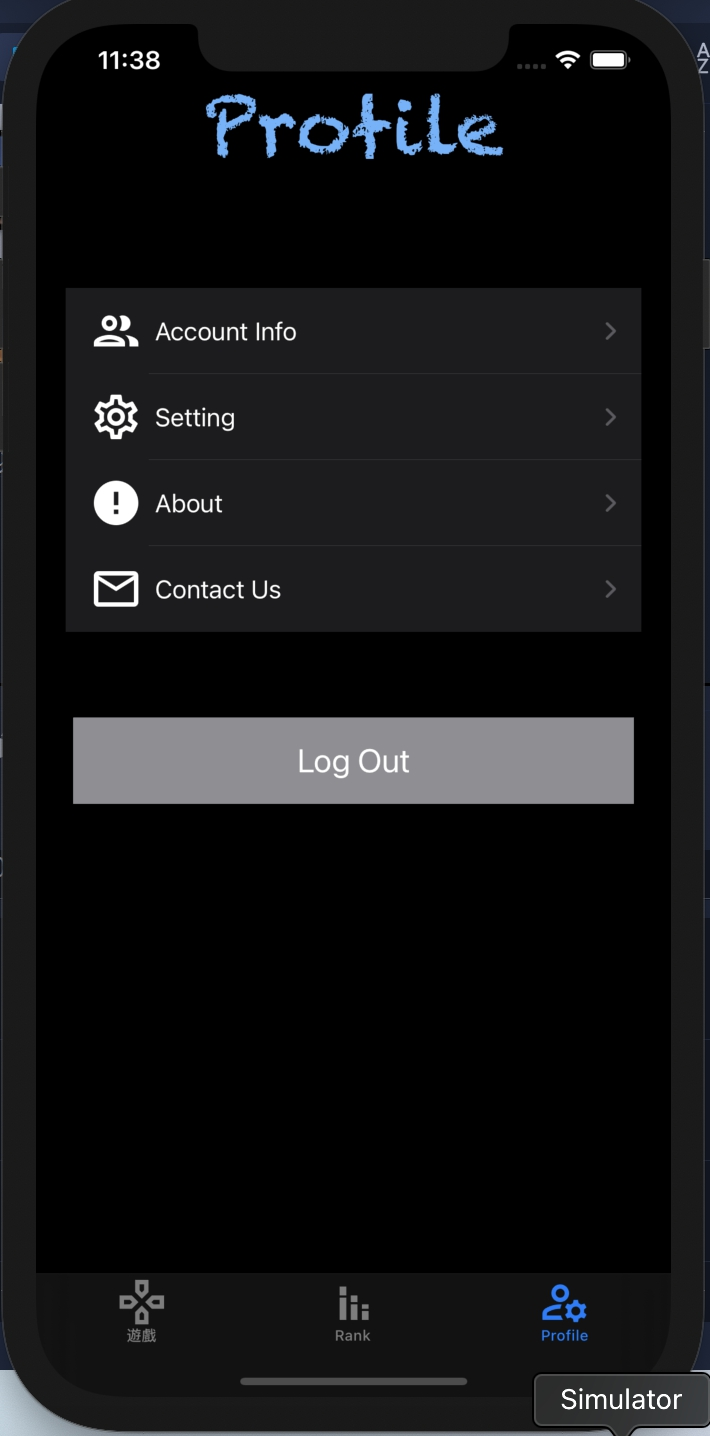 11:38
Profile
Account Info
Setting
About
Contact Us
Log Out
遊戲
Rank
Profile
Simulator
A
Z